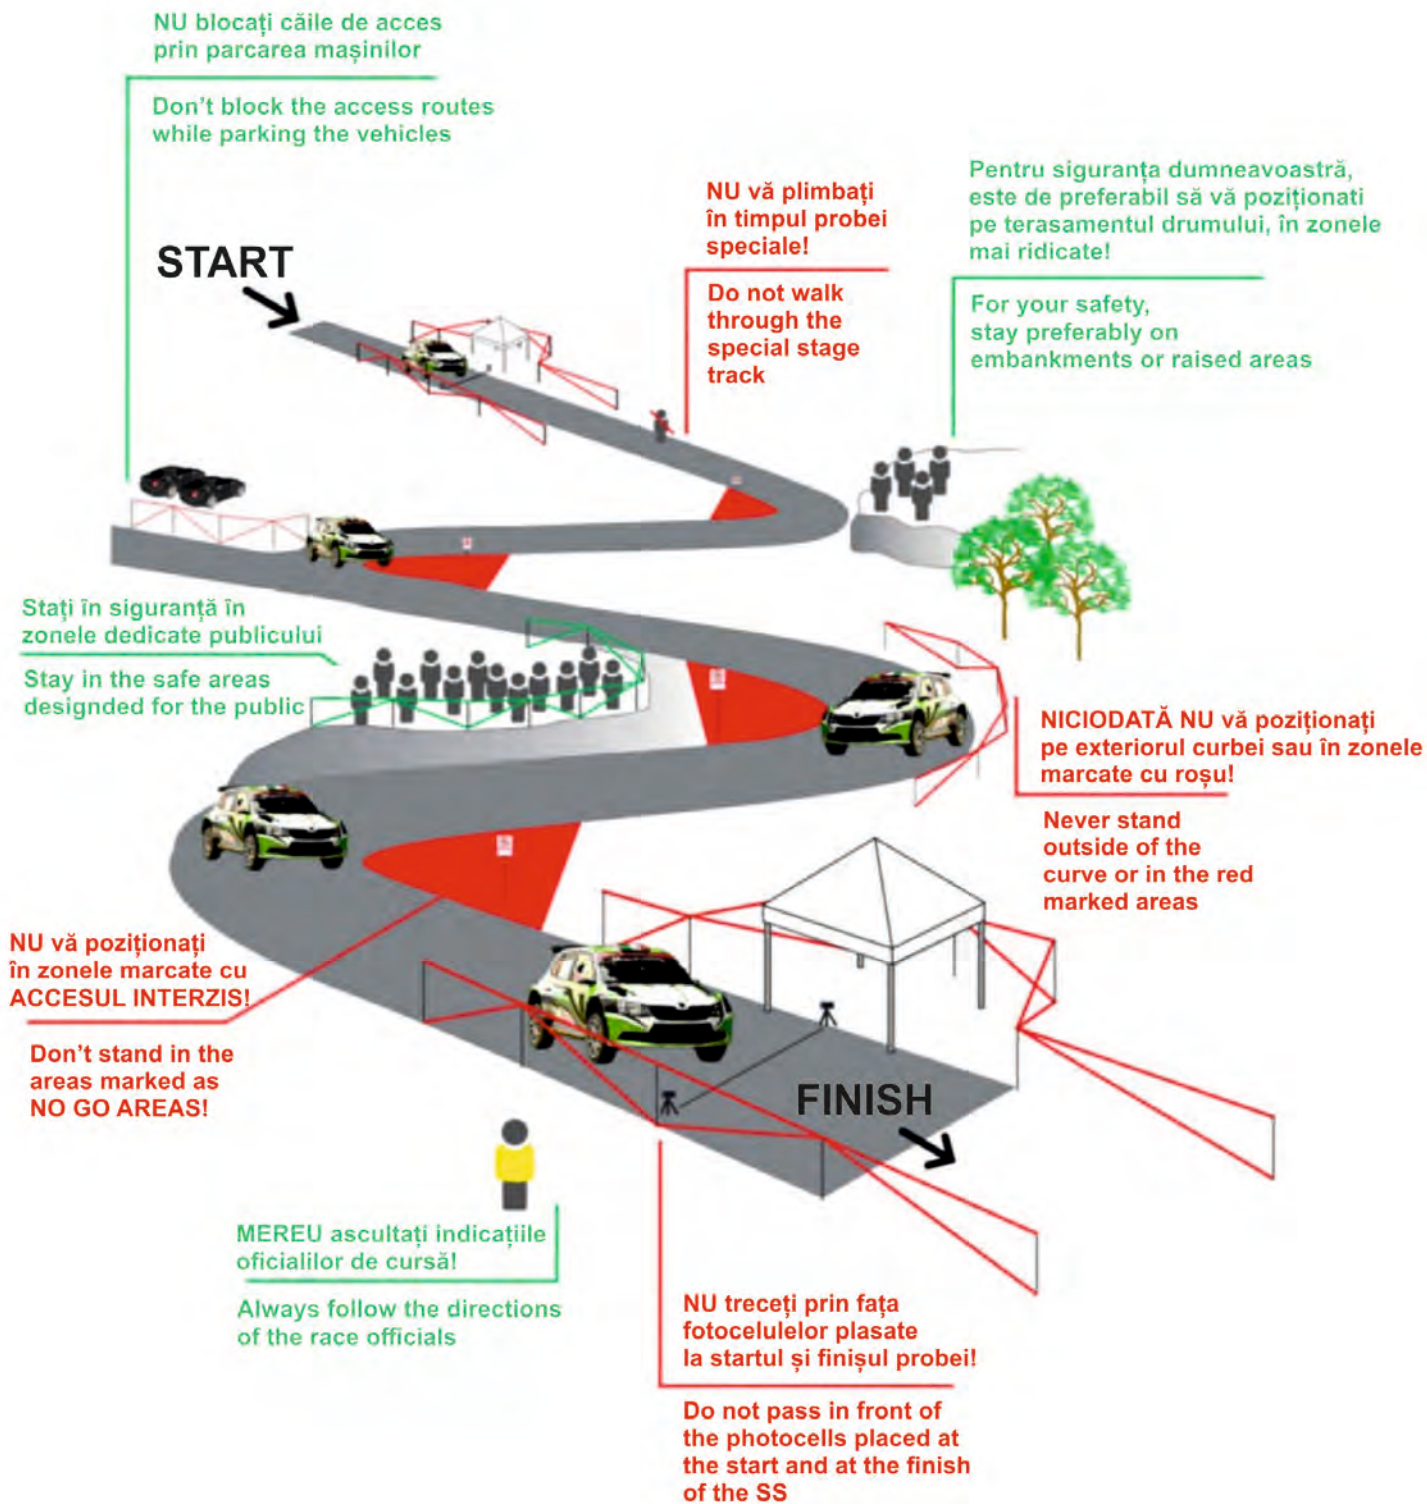 NU blocați căile de acces
prin parcarea mașinilor
Don't block the access routes
while parking the vehicles
NU vă plimbați
în timpul probei
speciale!
Do not walk
through the
special stage
track
Pentru siguranța dumneavoastră,
este de preferabil să vă poziționati
pe terasamentul drumului, în zonele
mai ridicate!
For your safety,
stay preferably on
embankments or raised areas
START
Stați în siguranță în
zonele dedicate publicului
Stay in the safe areas
designded for the public
NICIODATĂ NU vă poziționați
pe exteriorul curbei sau în zonele
marcate cu roșu!
Never stand
outside of the
curve or in the red
marked areas
NU vă poziționați
în zonele marcate cu
ACCESUL INTERZIS!
Don't stand in the
areas marked as
NO GO AREAS!
FINISH
MEREU ascultați indicațiile
oficialilor de cursă!
Always follow the directions
of the race officials
NU treceți prin fața
fotocelulelor plasate
la startul și finișul probei!
Do not pass in front of
the photocells placed at
the start and at the finish
of the SS